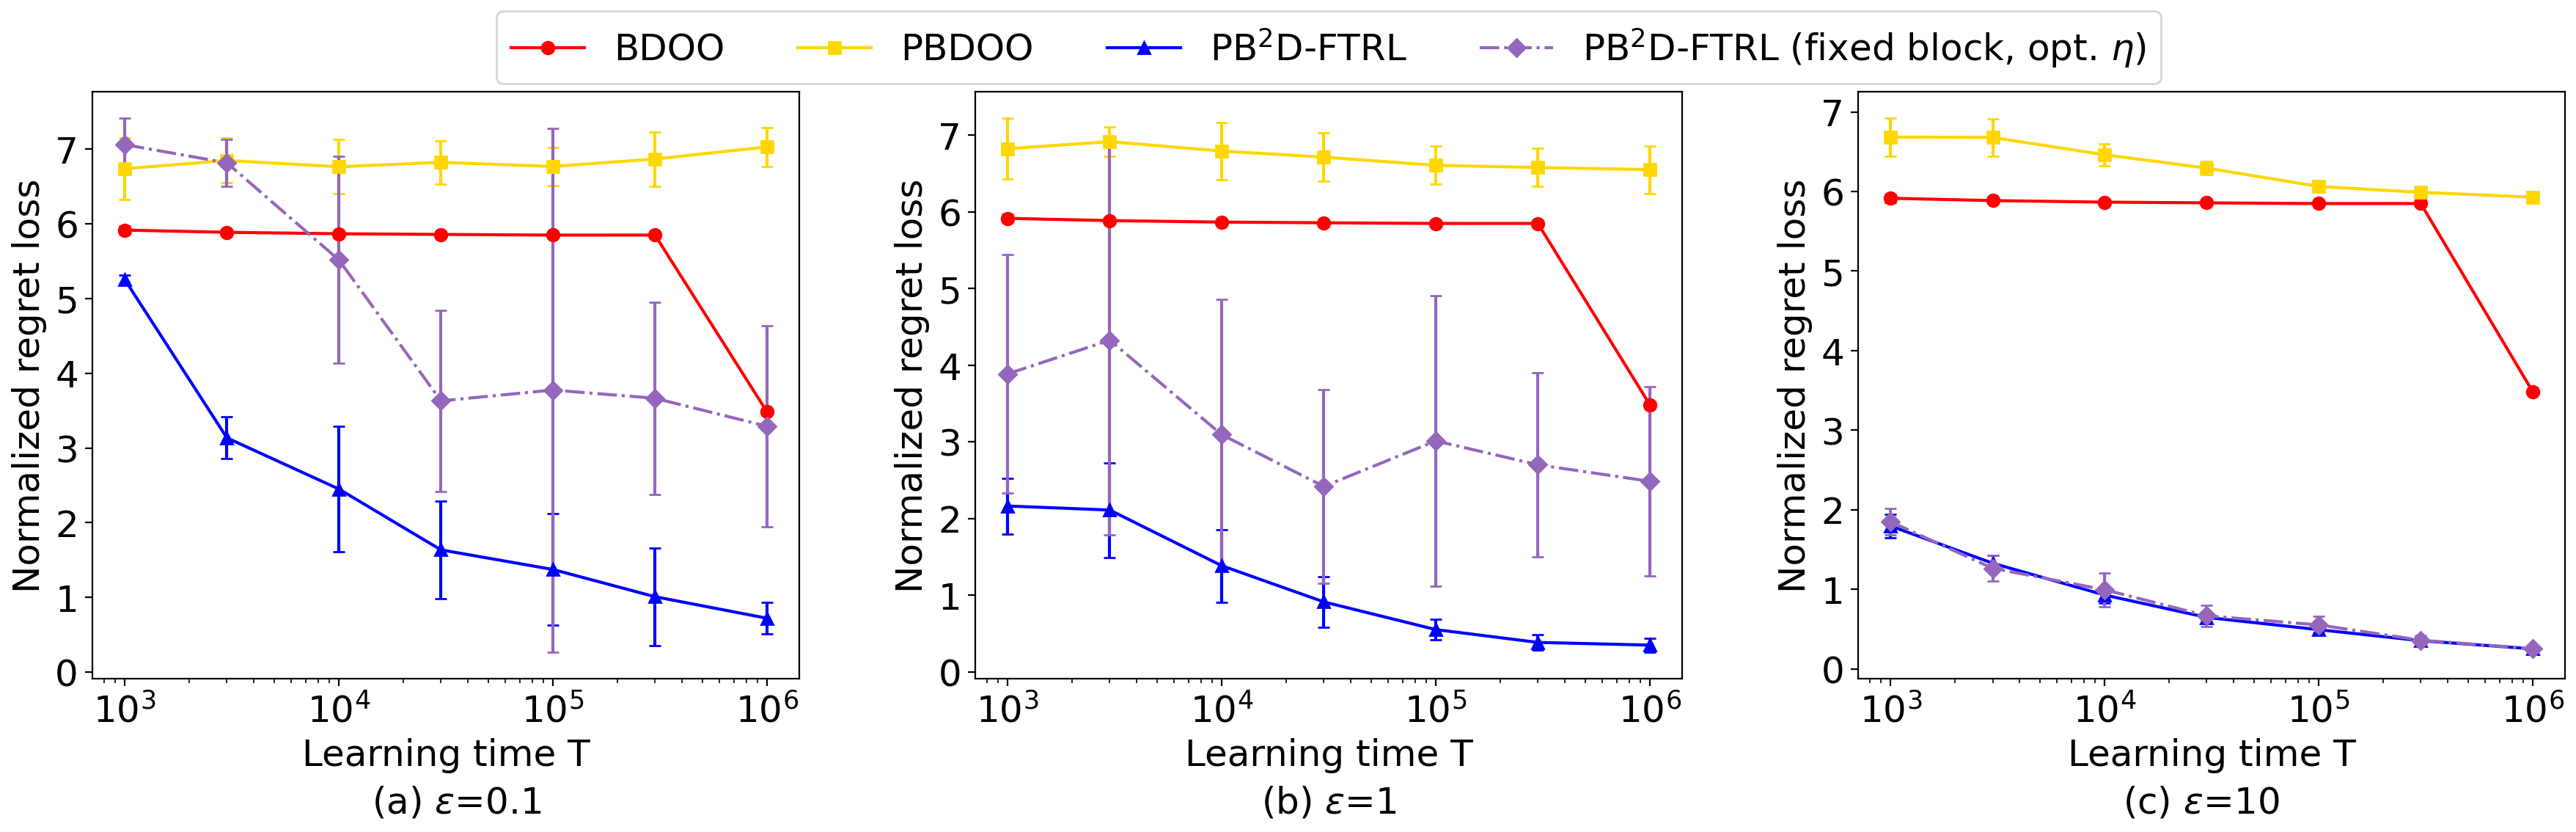 BDOO PBDOO PB²D-FTRL PB²D-FTRL (fixed block, opt. η)
Normalized regret loss
7
6
5
4
3
2
1
0
10³ 10⁴ 10⁵ 10⁶
Learning time T
(a) ε=0.1
Normalized regret loss
7
6
5
4
3
2
1
0
10³ 10⁴ 10⁵ 10⁶
Learning time T
(b) ε=1
Normalized regret loss
7
6
5
4
3
2
1
0
10³ 10⁴ 10⁵ 10⁶
Learning time T
(c) ε=10